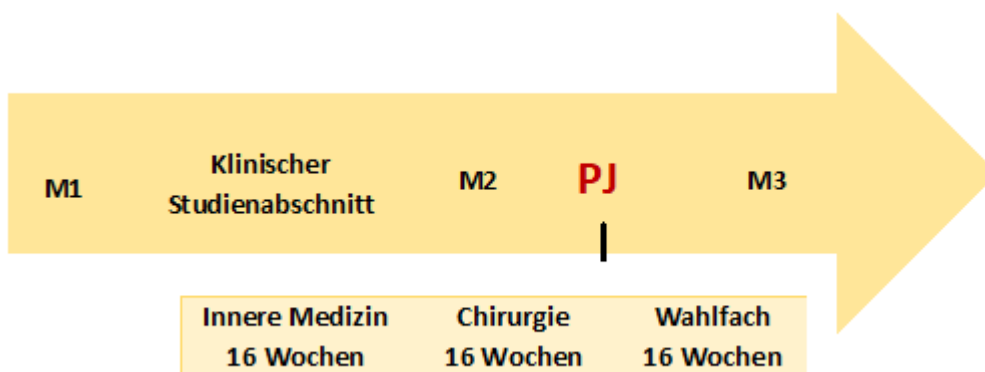 M1
Klinischer
Studienabschnitt
M2
PJ
M3
Innere Medizin
16 Wochen
Chirurgie
16 Wochen
Wahlfach
16 Wochen